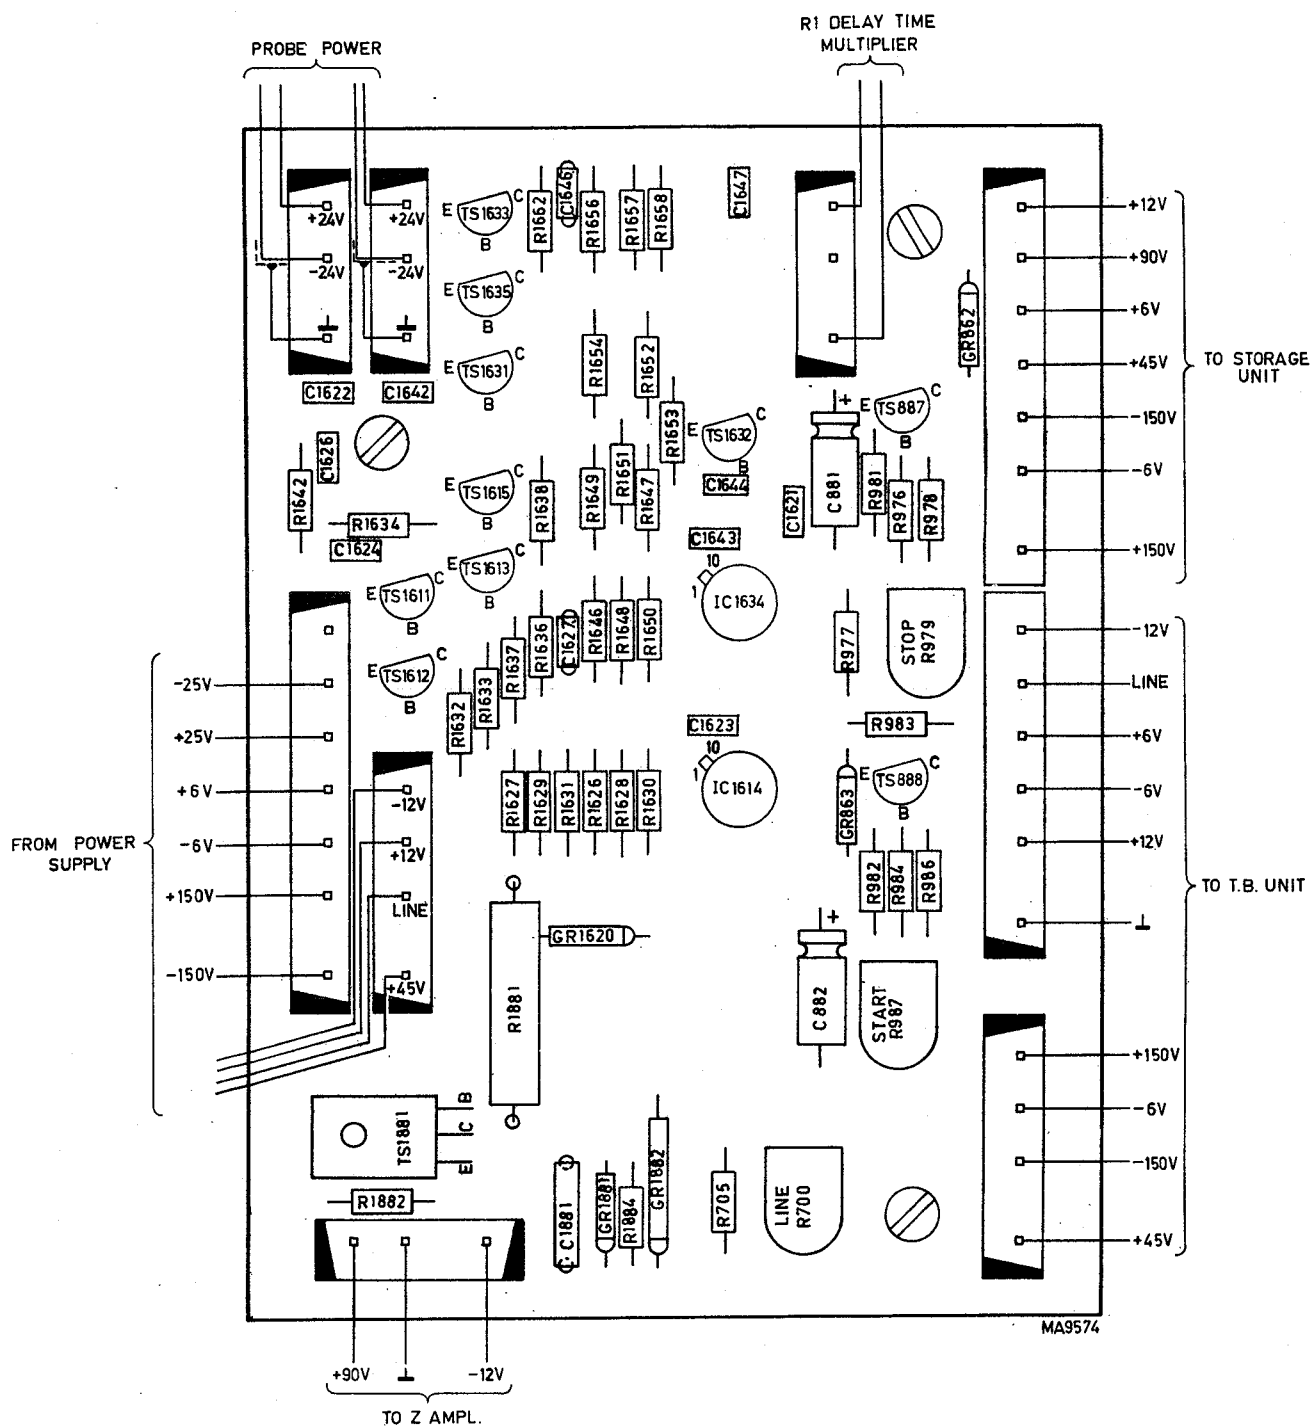 R1 DELAY TIME
MULTIPLIER
PROBE POWER
+24V
-24V
+24V
-24V
C1622
C1642
E TS1633 C
B
E TS1635 C
B
E TS1631 C
B
R1662
C1646
R1656
R1657
R1658
C1647
R1654
R1652
R1653
E TS1632 C
B
C1644
GR862
+
C881
E TS887 C
B
R981
R976
R978
C1621
+12V
+90V
+6V
+45V
-150V
-6V
+150V
TO STORAGE
UNIT
R1642
C1626
R1634
C1624
E TS1615 C
B
E TS1613 C
B
E TS1611 C
B
E TS1612 C
B
R1638
R1649
R1651
R1647
C1643
10
1
IC1634
R1632
R1633
R1637
R1636
C1627
R1646
R1648
R1650
R977
STOP
R979
R983
C1623
10
1
IC1614
GR863
E TS888 C
B
R982
R984
R986
-12V
LINE
+6V
-6V
+12V
TO T.B. UNIT
FROM POWER
SUPPLY
-25V
+25V
+6V
-6V
+150V
-150V
-12V
+12V
LINE
+45V
R1627
R1629
R1631
R1626
R1628
R1630
R1881
GR1620
+
C882
START
R987
+150V
-6V
-150V
+45V
TS1881
B
C
E
R1882
C1881
GR1881
R1884
GR1882
R705
LINE
R700
MA9574
+90V
-12V
TO Z AMPL.